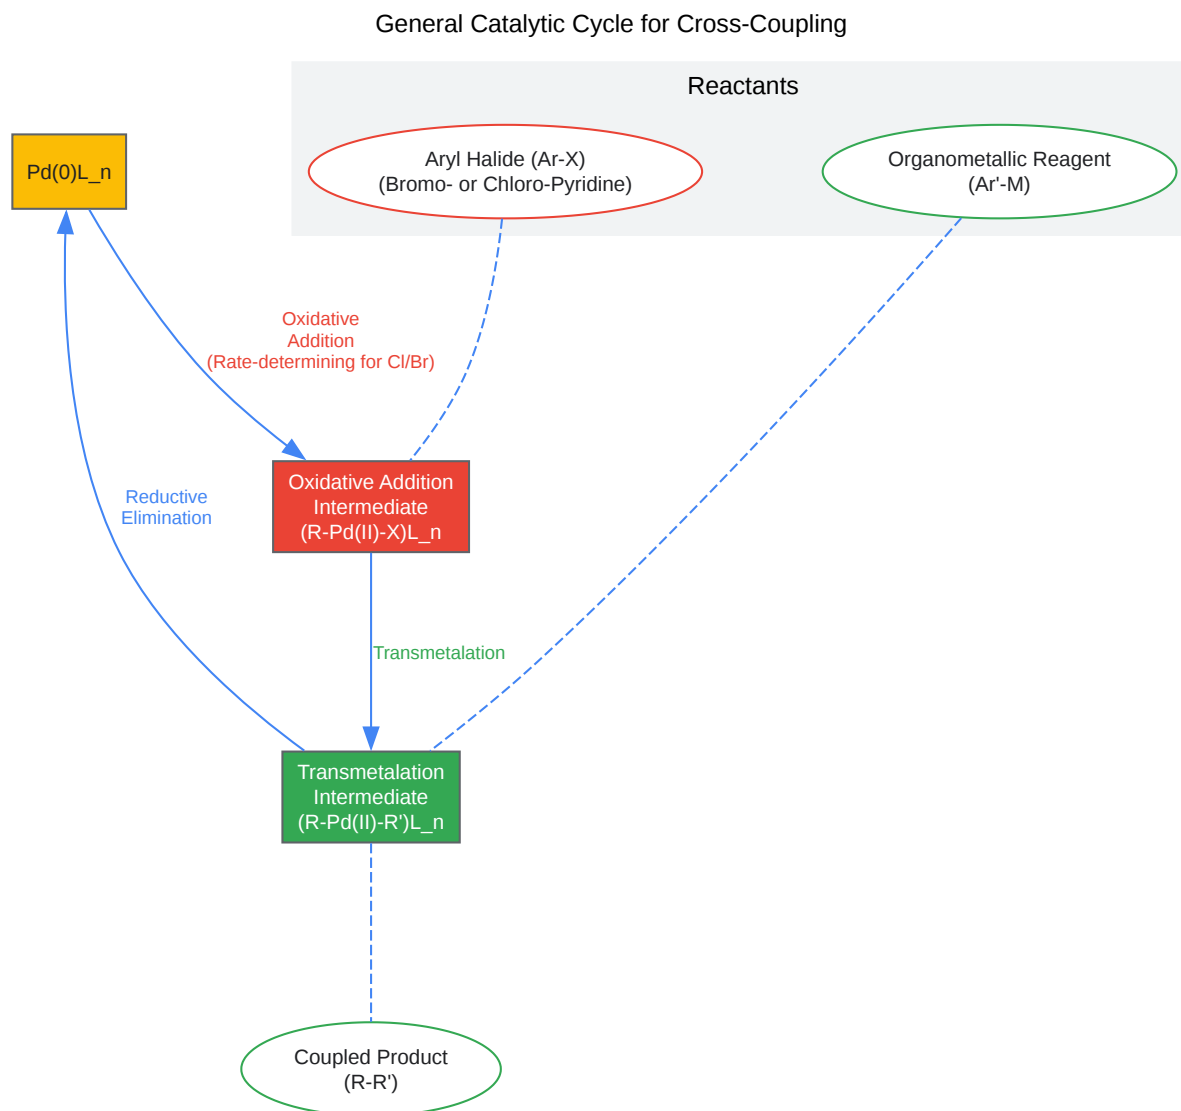 General Catalytic Cycle for Cross-Coupling
Reactants
Pd(0)L_n
Aryl Halide (Ar-X)
(Bromo- or Chloro-Pyridine)
Organometallic Reagent
(Ar'-M)
Oxidative
Addition
(Rate-determining for Cl/Br)
Oxidative Addition
Intermediate
(R-Pd(II)-X)L_n
Reductive
Elimination
Transmetalation
Transmetalation
Intermediate
(R-Pd(II)-R')L_n
Coupled Product
(R-R')